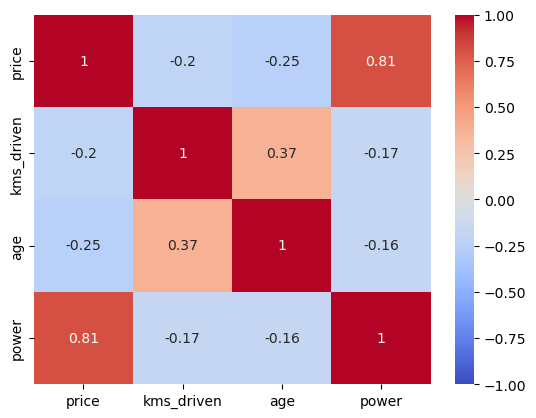 price 1 -0.2 -0.25 0.81
kms_driven -0.2 1 0.37 -0.17
age -0.25 0.37 1 -0.16
power 0.81 -0.17 -0.16 1
price kms_driven age power
1.00
0.75
0.50
0.25
0.00
−0.25
−0.50
−0.75
−1.00